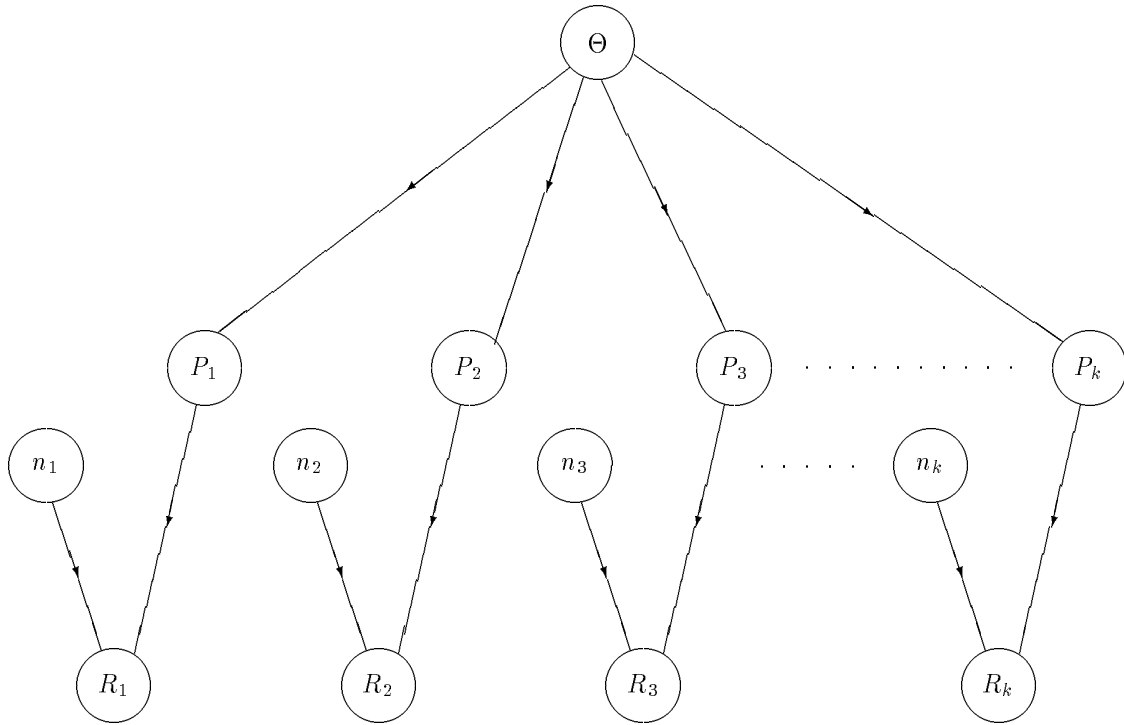 Θ
P₁ P₂ P₃ . . . . . . . . . . Pₖ
n₁ n₂ n₃ . . . . . nₖ
R₁ R₂ R₃ Rₖ